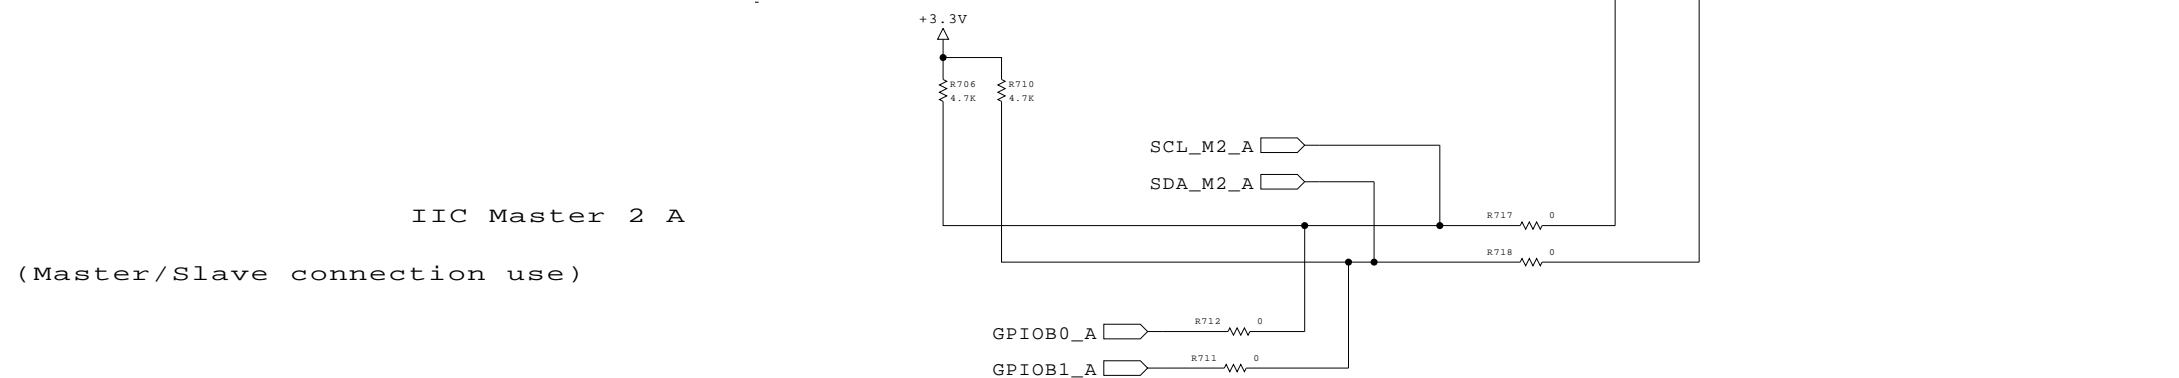 +3.3V
R706 R710
4.7K 4.7K
SCL_M2_A
SDA_M2_A
IIC Master 2 A
R717 0
R718 0
(Master/Slave connection use)
R712 0
GPIOB0_A
R711 0
GPIOB1_A